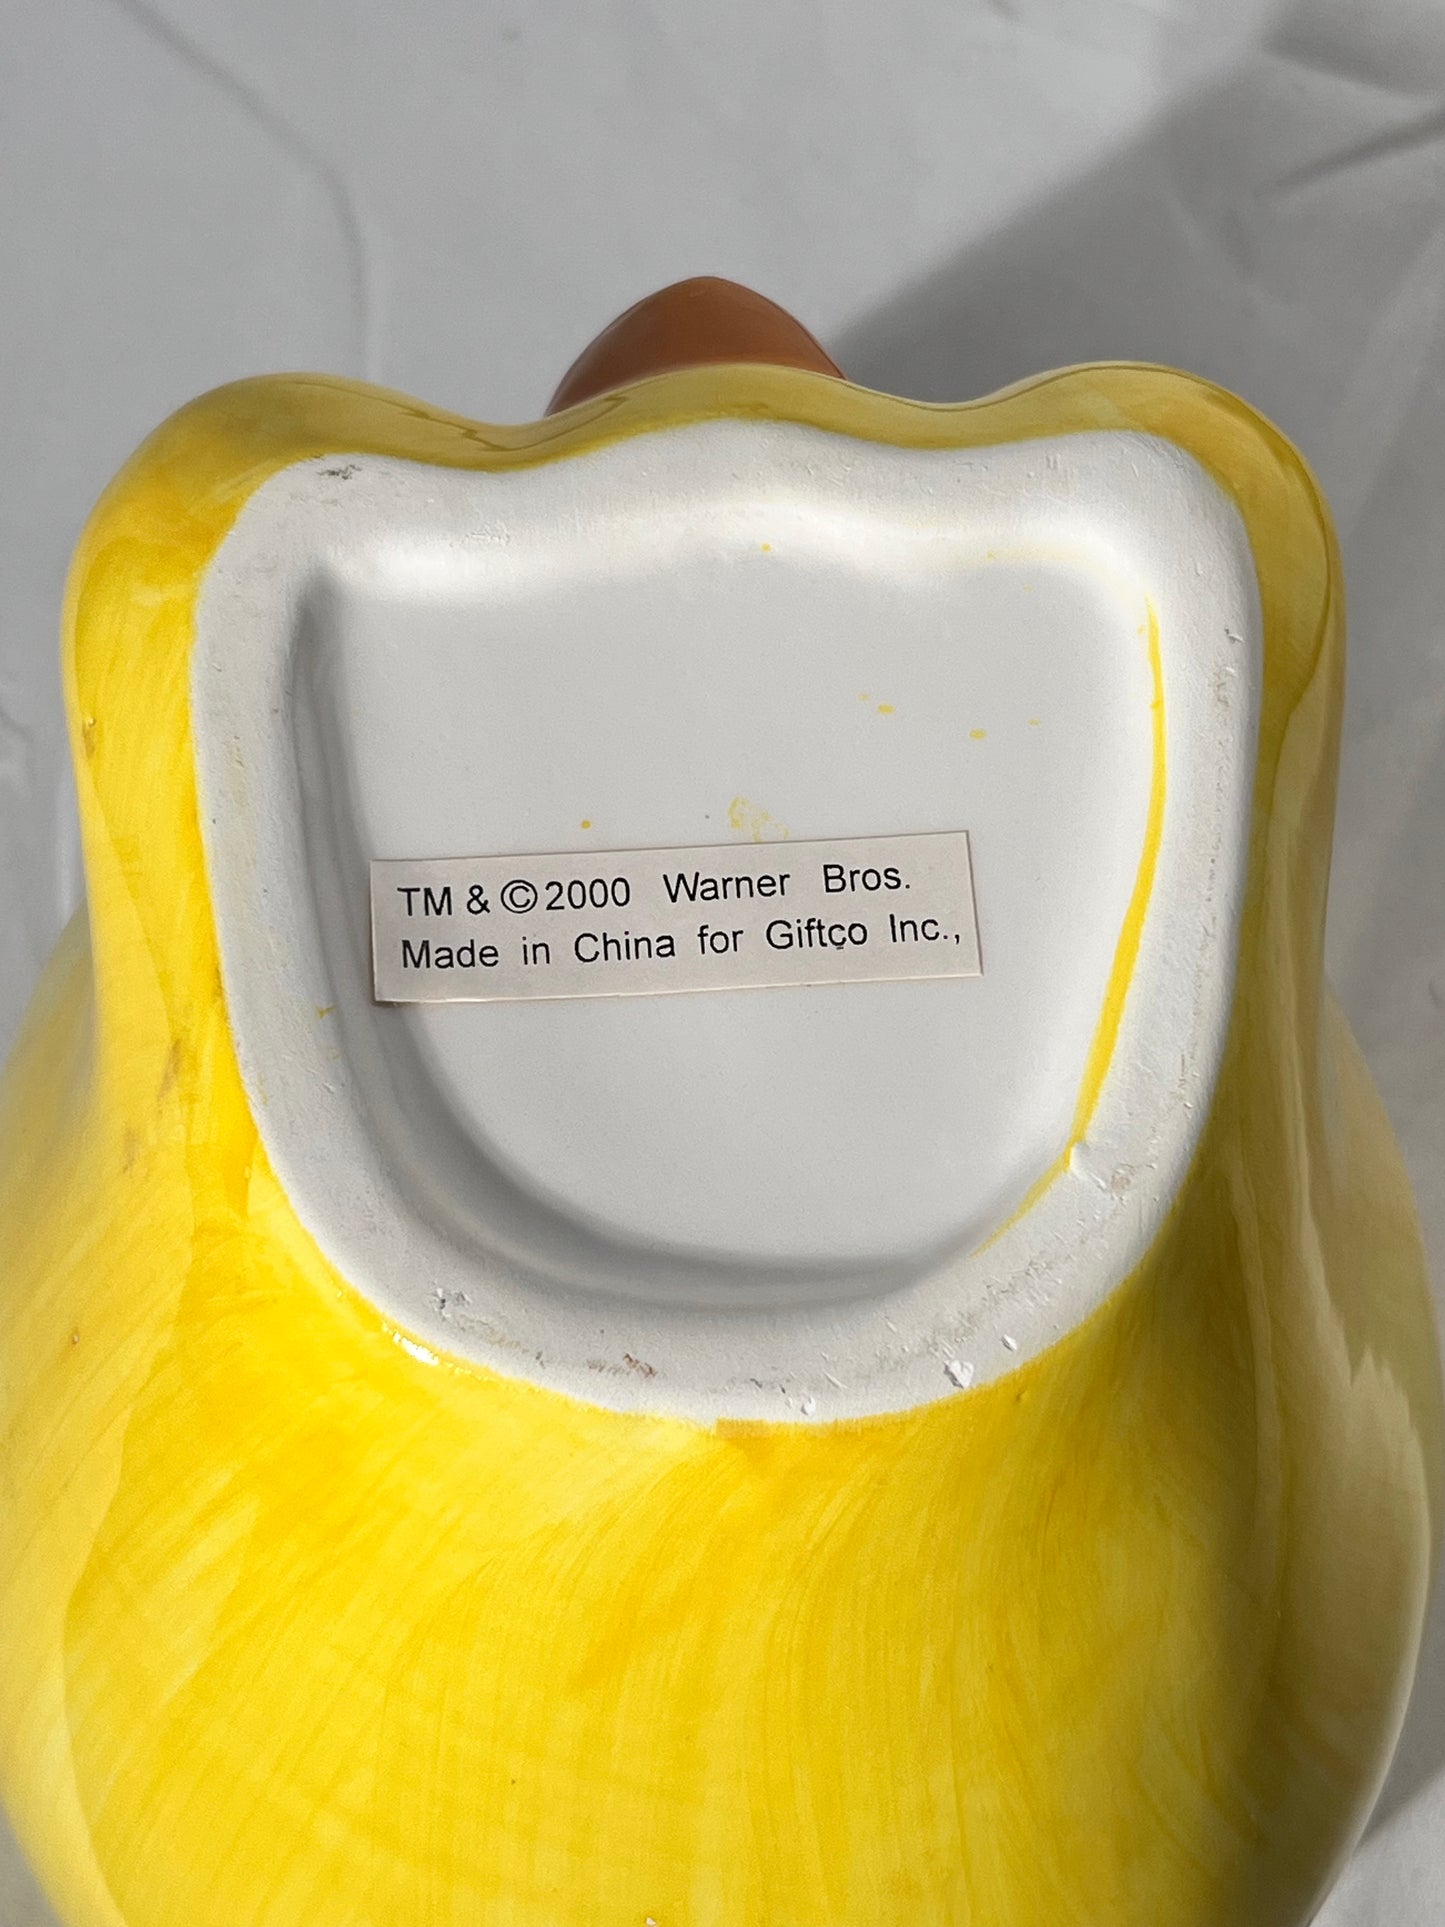 TM & ©2000 Warner Bros.
Made in China for Giftco Inc.,